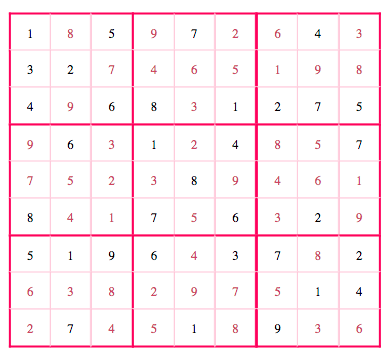 1 8 5 9 7 2 6 4 3
3 2 7 4 6 5 1 9 8
4 9 6 8 3 1 2 7 5
9 6 3 1 2 4 8 5 7
7 5 2 3 8 9 4 6 1
8 4 1 7 5 6 3 2 9
5 1 9 6 4 3 7 8 2
6 3 8 2 9 7 5 1 4
2 7 4 5 1 8 9 3 6